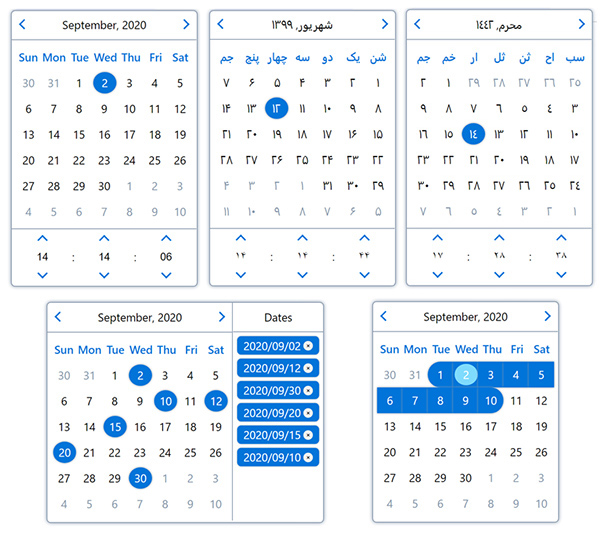 September, 2020
Sun Mon Tue Wed Thu Fri Sat
30 31 1 2 3 4 5
6 7 8 9 10 11 12
13 14 15 16 17 18 19
20 21 22 23 24 25 26
27 28 29 30 1 2 3
4 5 6 7 8 9 10
14 : 14 : 06
شهریور, ۱۳۹۹
شن یک دو سه چهار پنج جم
۱ ۲ ۳ ۴ ۵ ۶ ۷
۸ ۹ ۱۰ ۱۱ ۱۲ ۱۳ ۱۴
۱۵ ۱۶ ۱۷ ۱۸ ۱۹ ۲۰ ۲۱
۲۲ ۲۳ ۲۴ ۲۵ ۲۶ ۲۷ ۲۸
۲۹ ۳۰ ۳۱ ۱ ۲ ۳ ۴
۵ ۶ ۷ ۸ ۹ ۱۰ ۱۱
۱۴ : ۱۴ : ۴۴
محرم, ١٤٤٢
سب اح ثن ثل ار خم جم
٢٥ ٢٦ ٢٧ ٢٨ ٢٩ ١ ٢
٣ ٤ ٥ ٦ ٧ ٨ ٩
١٠ ١١ ١٢ ١٣ ١٤ ١٥ ١٦
١٧ ١٨ ١٩ ٢٠ ٢١ ٢٢ ٢٣
٢٤ ٢٥ ٢٦ ٢٧ ٢٨ ٢٩ ٣٠
١ ٢ ٣ ٤ ٥ ٦ ٧
١٧ : ٢٨ : ٣٨
September, 2020
Sun Mon Tue Wed Thu Fri Sat
30 31 1 2 3 4 5
6 7 8 9 10 11 12
13 14 15 16 17 18 19
20 21 22 23 24 25 26
27 28 29 30 1 2 3
4 5 6 7 8 9 10
Dates
2020/09/02
2020/09/12
2020/09/30
2020/09/20
2020/09/15
2020/09/10
September, 2020
Sun Mon Tue Wed Thu Fri Sat
30 31 1 2 3 4 5
6 7 8 9 10 11 12
13 14 15 16 17 18 19
20 21 22 23 24 25 26
27 28 29 30 1 2 3
4 5 6 7 8 9 10